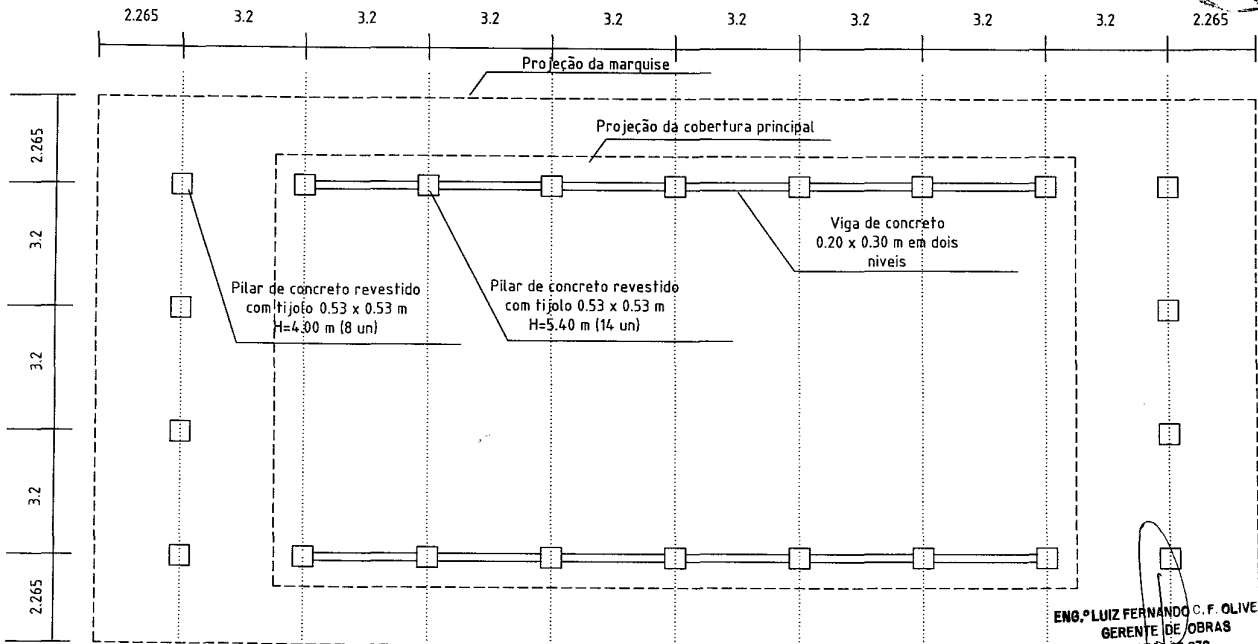 2.265 3.2 3.2 3.2 3.2 3.2 3.2 3.2 2.265
Projeção da marquise
Projeção da cobertura principal
2.265
3.2
3.2
3.2
2.265
Viga de concreto
0.20 x 0.30 m em dois
niveis
Pilar de concreto revestido
com tijolo 0.53 x 0.53 m
H=4.00 m (8 un)
Pilar de concreto revestido
com tijolo 0.53 x 0.53 m
H=5.40 m (14 un)
ENG.º LUIZ FERNANDO C. F. OLIVE
GERENTE DE OBRAS